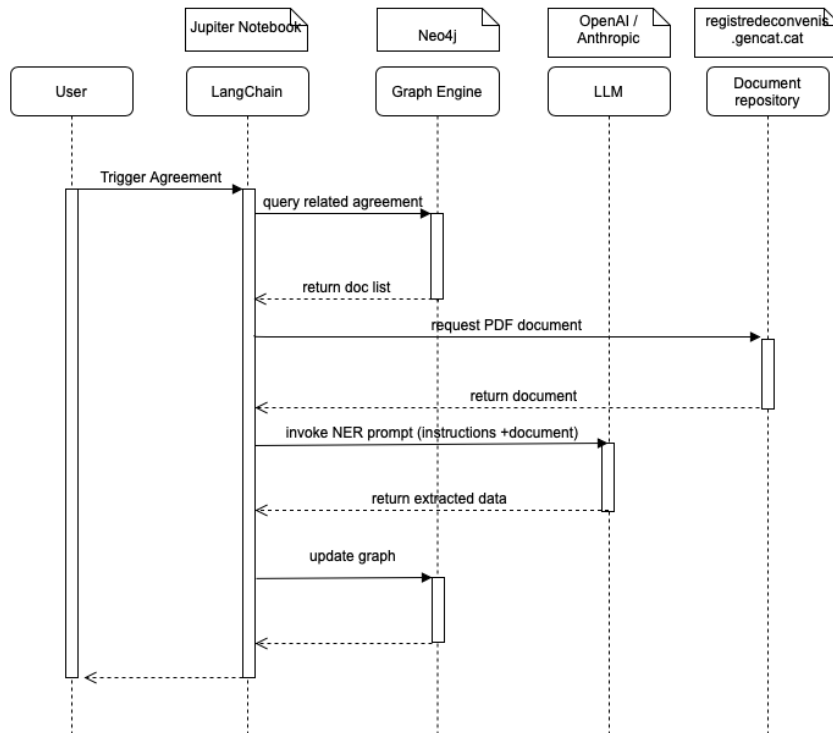 Jupiter Notebook
Neo4j
OpenAI /
Anthropic
registredeconvenis
.gencat.cat
User
LangChain
Graph Engine
LLM
Document
repository
Trigger Agreement
query related agreement
return doc list
request PDF document
return document
invoke NER prompt (instructions +document)
return extracted data
update graph